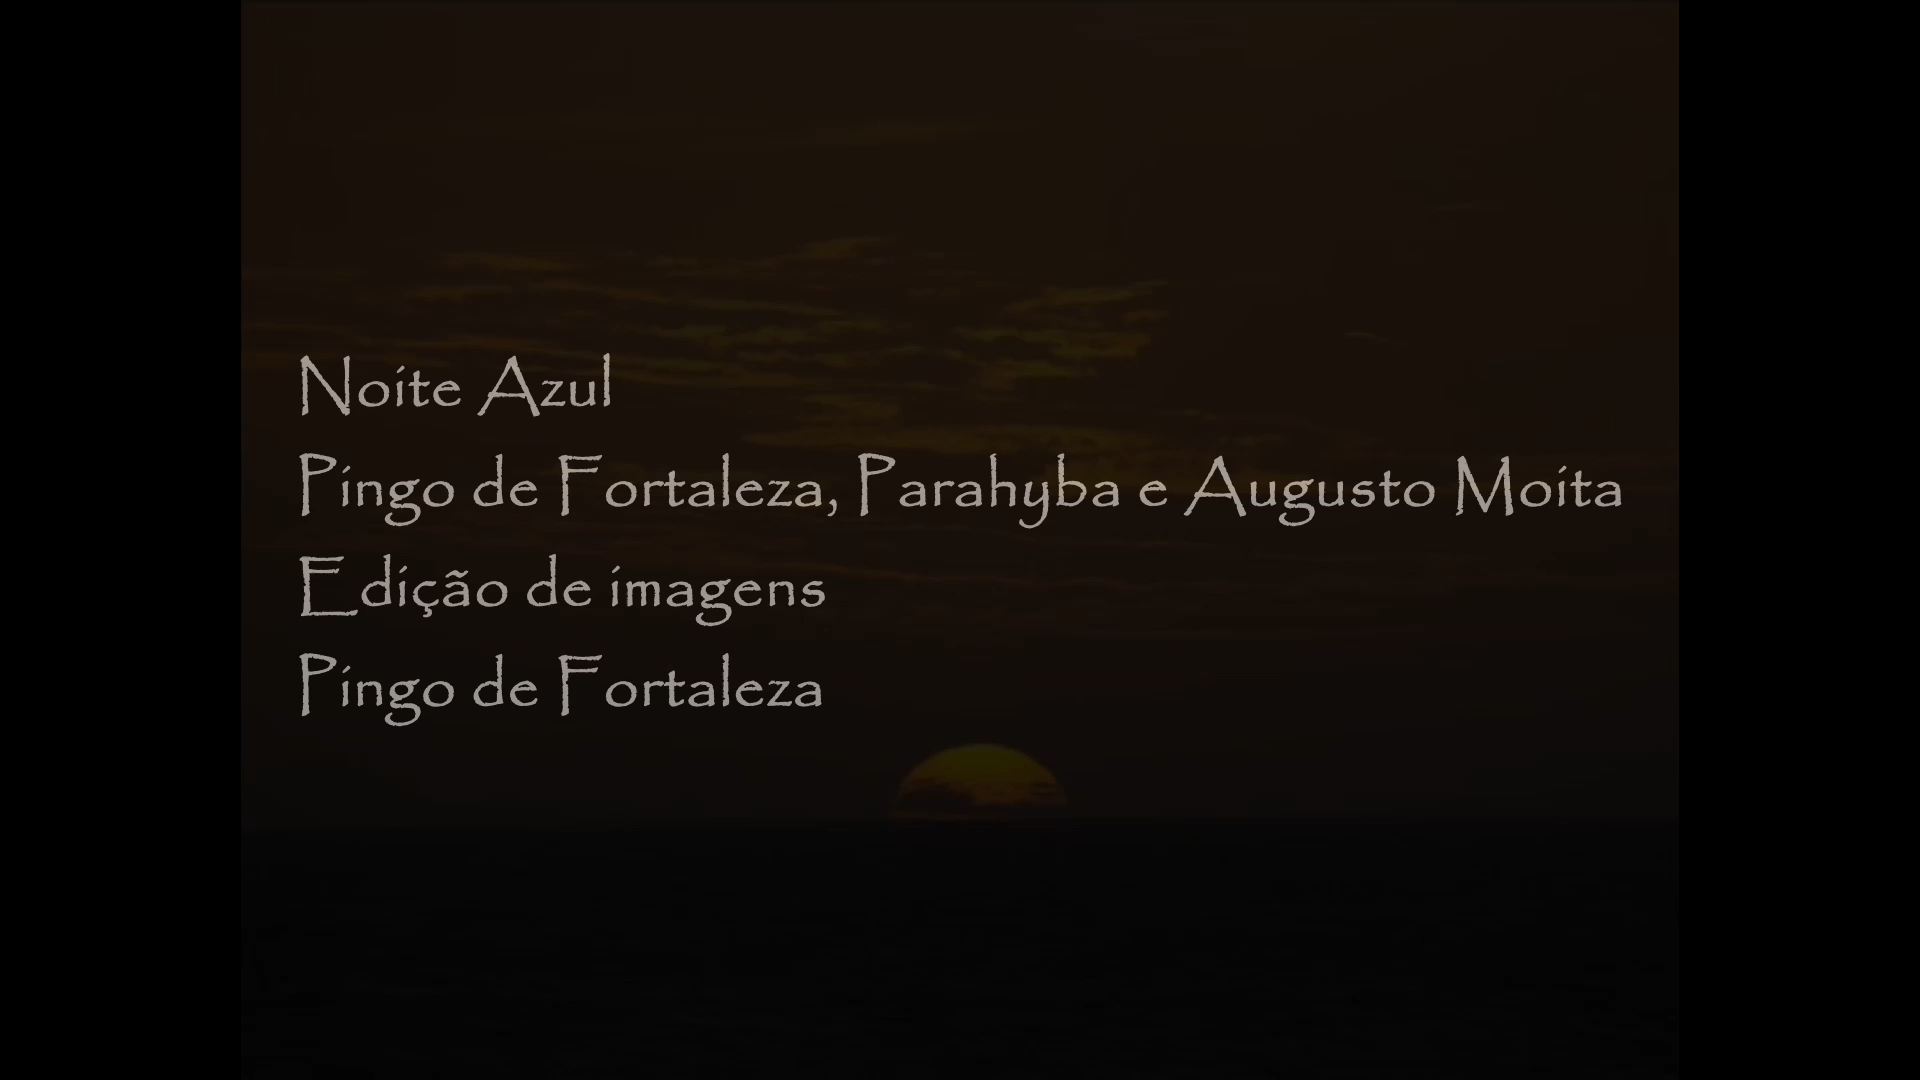 Noite Azul
Pingo de Fortaleza, Parahyba e Augusto Moita
Edição de imagens
Pingo de Fortaleza